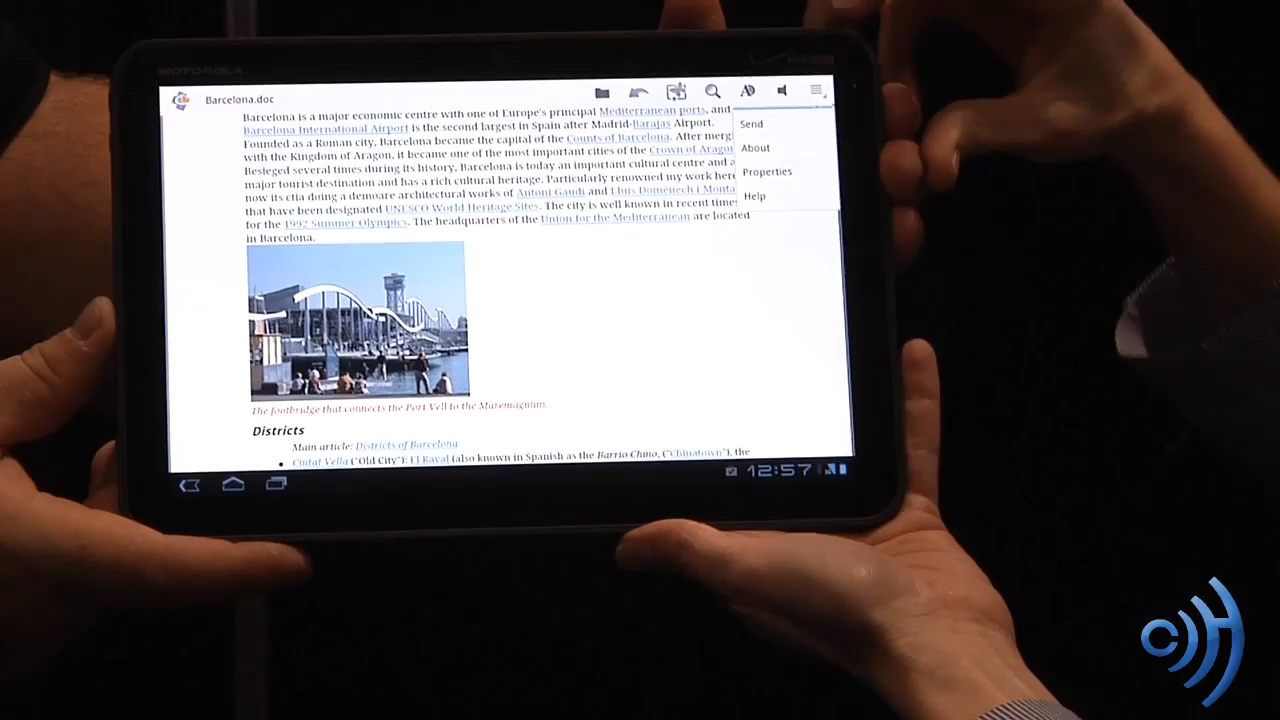 MOTOROLA
Barcelona.doc
Barcelona is a major economic centre with one of Europe's principal Mediterranean ports, and
Barcelona International Airport is the second largest in Spain after Madrid-Barajas Airport.
Founded as a Roman city, Barcelona became the capital of the Counts of Barcelona. After merg
with the Kingdom of Aragon, it became one of the most important cities of the Crown of Aragon
Besieged several times during its history, Barcelona is today an important cultural centre and a
major tourist destination and has a rich cultural heritage. Particularly renowned my work here
now its ctia doing a demoare architectural works of Antoni Gaudí and Lluís Domènech i Monta
that have been designated UNESCO World Heritage Sites. The city is well known in recent times
for the 1992 Summer Olympics. The headquarters of the Union for the Mediterranean are located
in Barcelona.
Send
About
Properties
Help
The footbridge that connects the Port Vell to the Maremagnum.
Districts
Main article: Districts of Barcelona
• Ciutat Vella ("Old City"): El Raval (also known in Spanish as the Barrio Chino, ("Chinatown"), the
12:57
CH